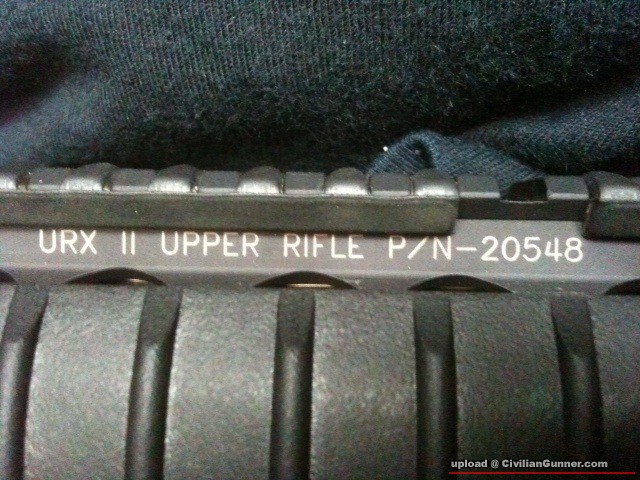 URX II UPPER RIFLE P/N-20548
upload @ CivilianGunner.com